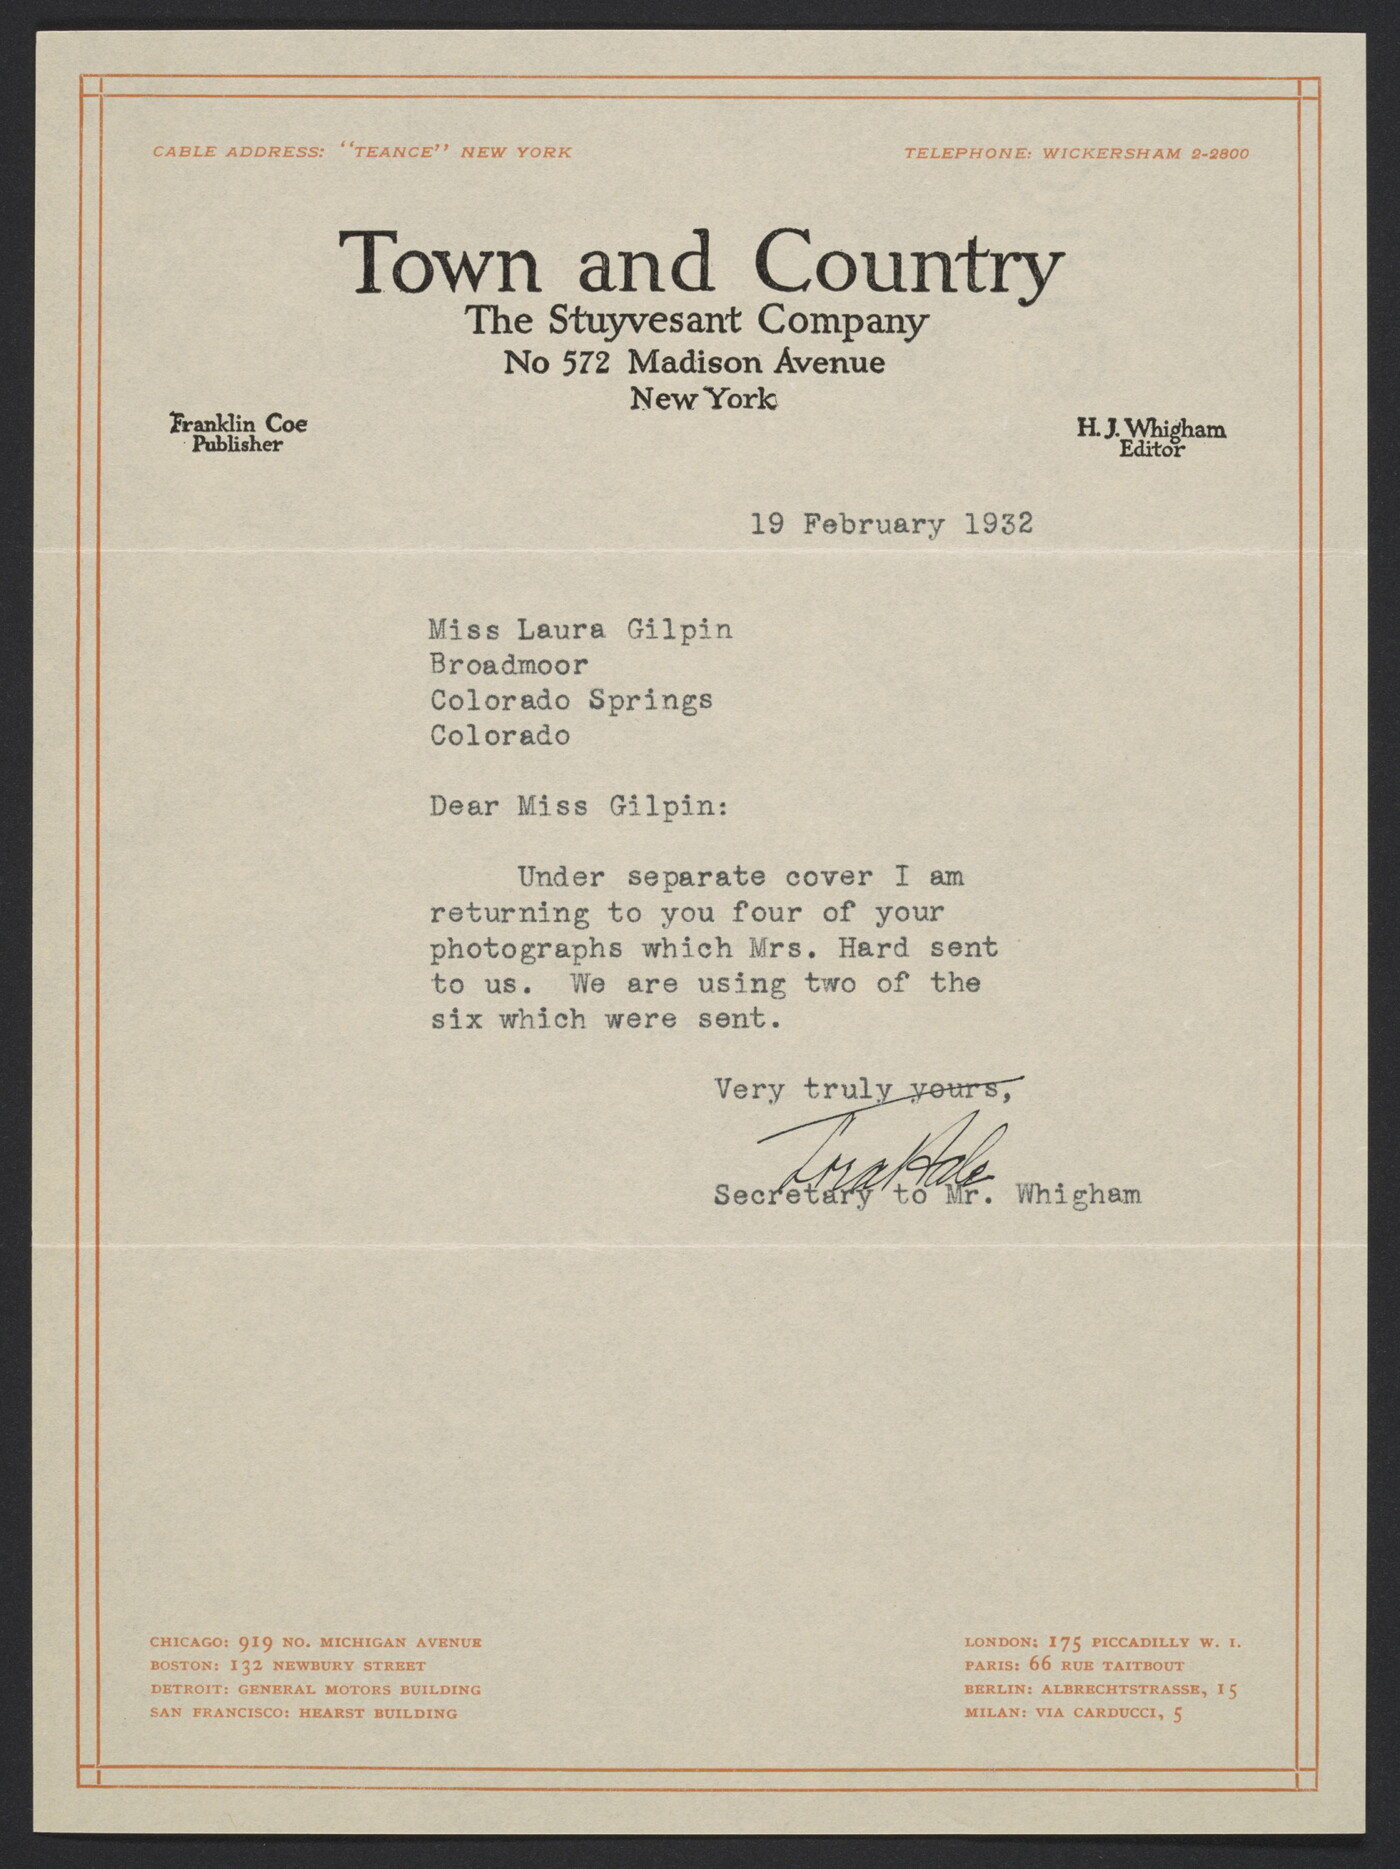 CABLE ADDRESS: "TEANCE" NEW YORK
TELEPHONE: WICKERSHAM 2-2800
Town and Country
The Stuyvesant Company
No 572 Madison Avenue
New York
Franklin Coe
Publisher
H. J. Whigham
Editor
19 February 1932
Miss Laura Gilpin
Broadmoor
Colorado Springs
Colorado
Dear Miss Gilpin:
Under separate cover I am
returning to you four of your
photographs which Mrs. Hard sent
to us. We are using two of the
six which were sent.
Very truly yours,
Secretary to Mr. Whigham
CHICAGO: 919 NO. MICHIGAN AVENUE
BOSTON: 132 NEWBURY STREET
DETROIT: GENERAL MOTORS BUILDING
SAN FRANCISCO: HEARST BUILDING
LONDON: 175 PICCADILLY W. I.
PARIS: 66 RUE TAITBOUT
BERLIN: ALBRECHTSTRASSE, 15
MILAN: VIA CARDUCCI, 5